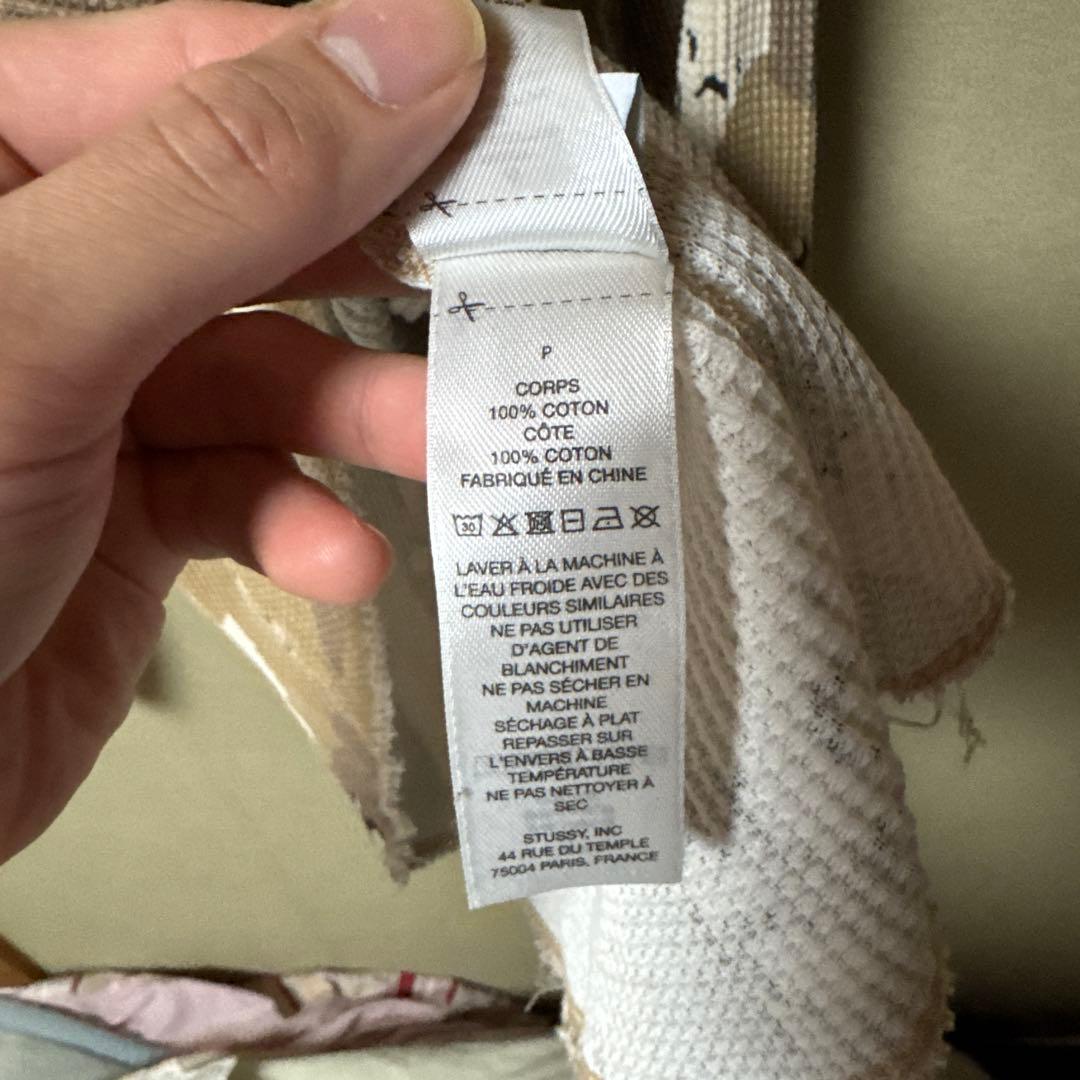 P
CORPS
100% COTON
CÔTE
100% COTON
FABRIQUÉ EN CHINE
30
LAVER À LA MACHINE À
L'EAU FROIDE AVEC DES
COULEURS SIMILAIRES
NE PAS UTILISER
D'AGENT DE
BLANCHIMENT
NE PAS SÉCHER EN
MACHINE
SÉCHAGE À PLAT
REPASSER SUR
L'ENVERS À BASSE
TEMPÉRATURE
NE PAS NETTOYER À
SEC
STUSSY, INC
44 RUE DU TEMPLE
75004 PARIS, FRANCE